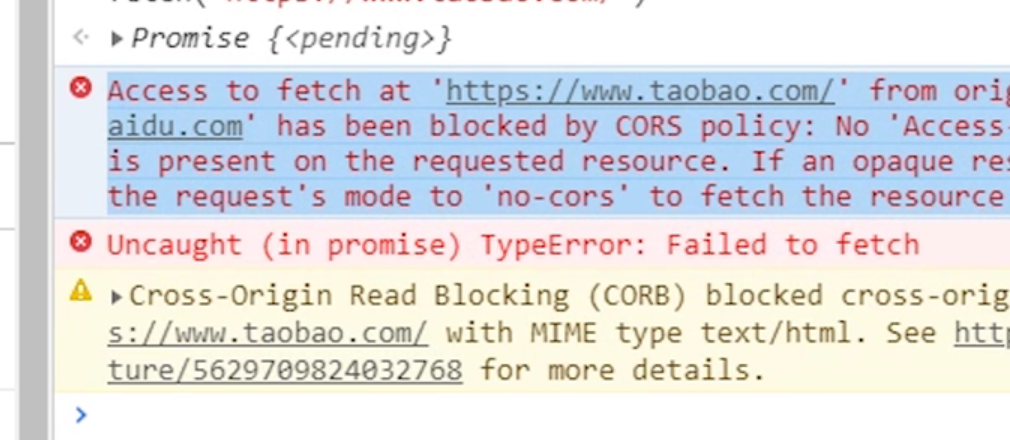 Promise {<pending>}
Access to fetch at 'https://www.taobao.com/' from orig
aidu.com' has been blocked by CORS policy: No 'Access-
is present on the requested resource. If an opaque res
the request's mode to 'no-cors' to fetch the resource
Uncaught (in promise) TypeError: Failed to fetch
Cross-Origin Read Blocking (CORB) blocked cross-orig
s://www.taobao.com/ with MIME type text/html. See http
ture/5629709824032768 for more details.